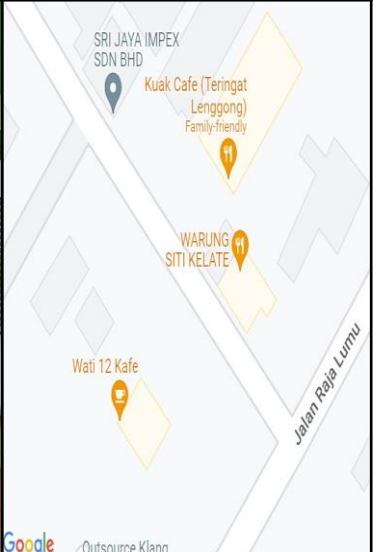 SRI JAYA IMPEX
SDN BHD
Kuak Cafe (Teringat
Lenggong)
Family-friendly
WARUNG
SITI KELATE
Jalan Raja Lumu
Wati 12 Kafe
Google
Outsource Klang